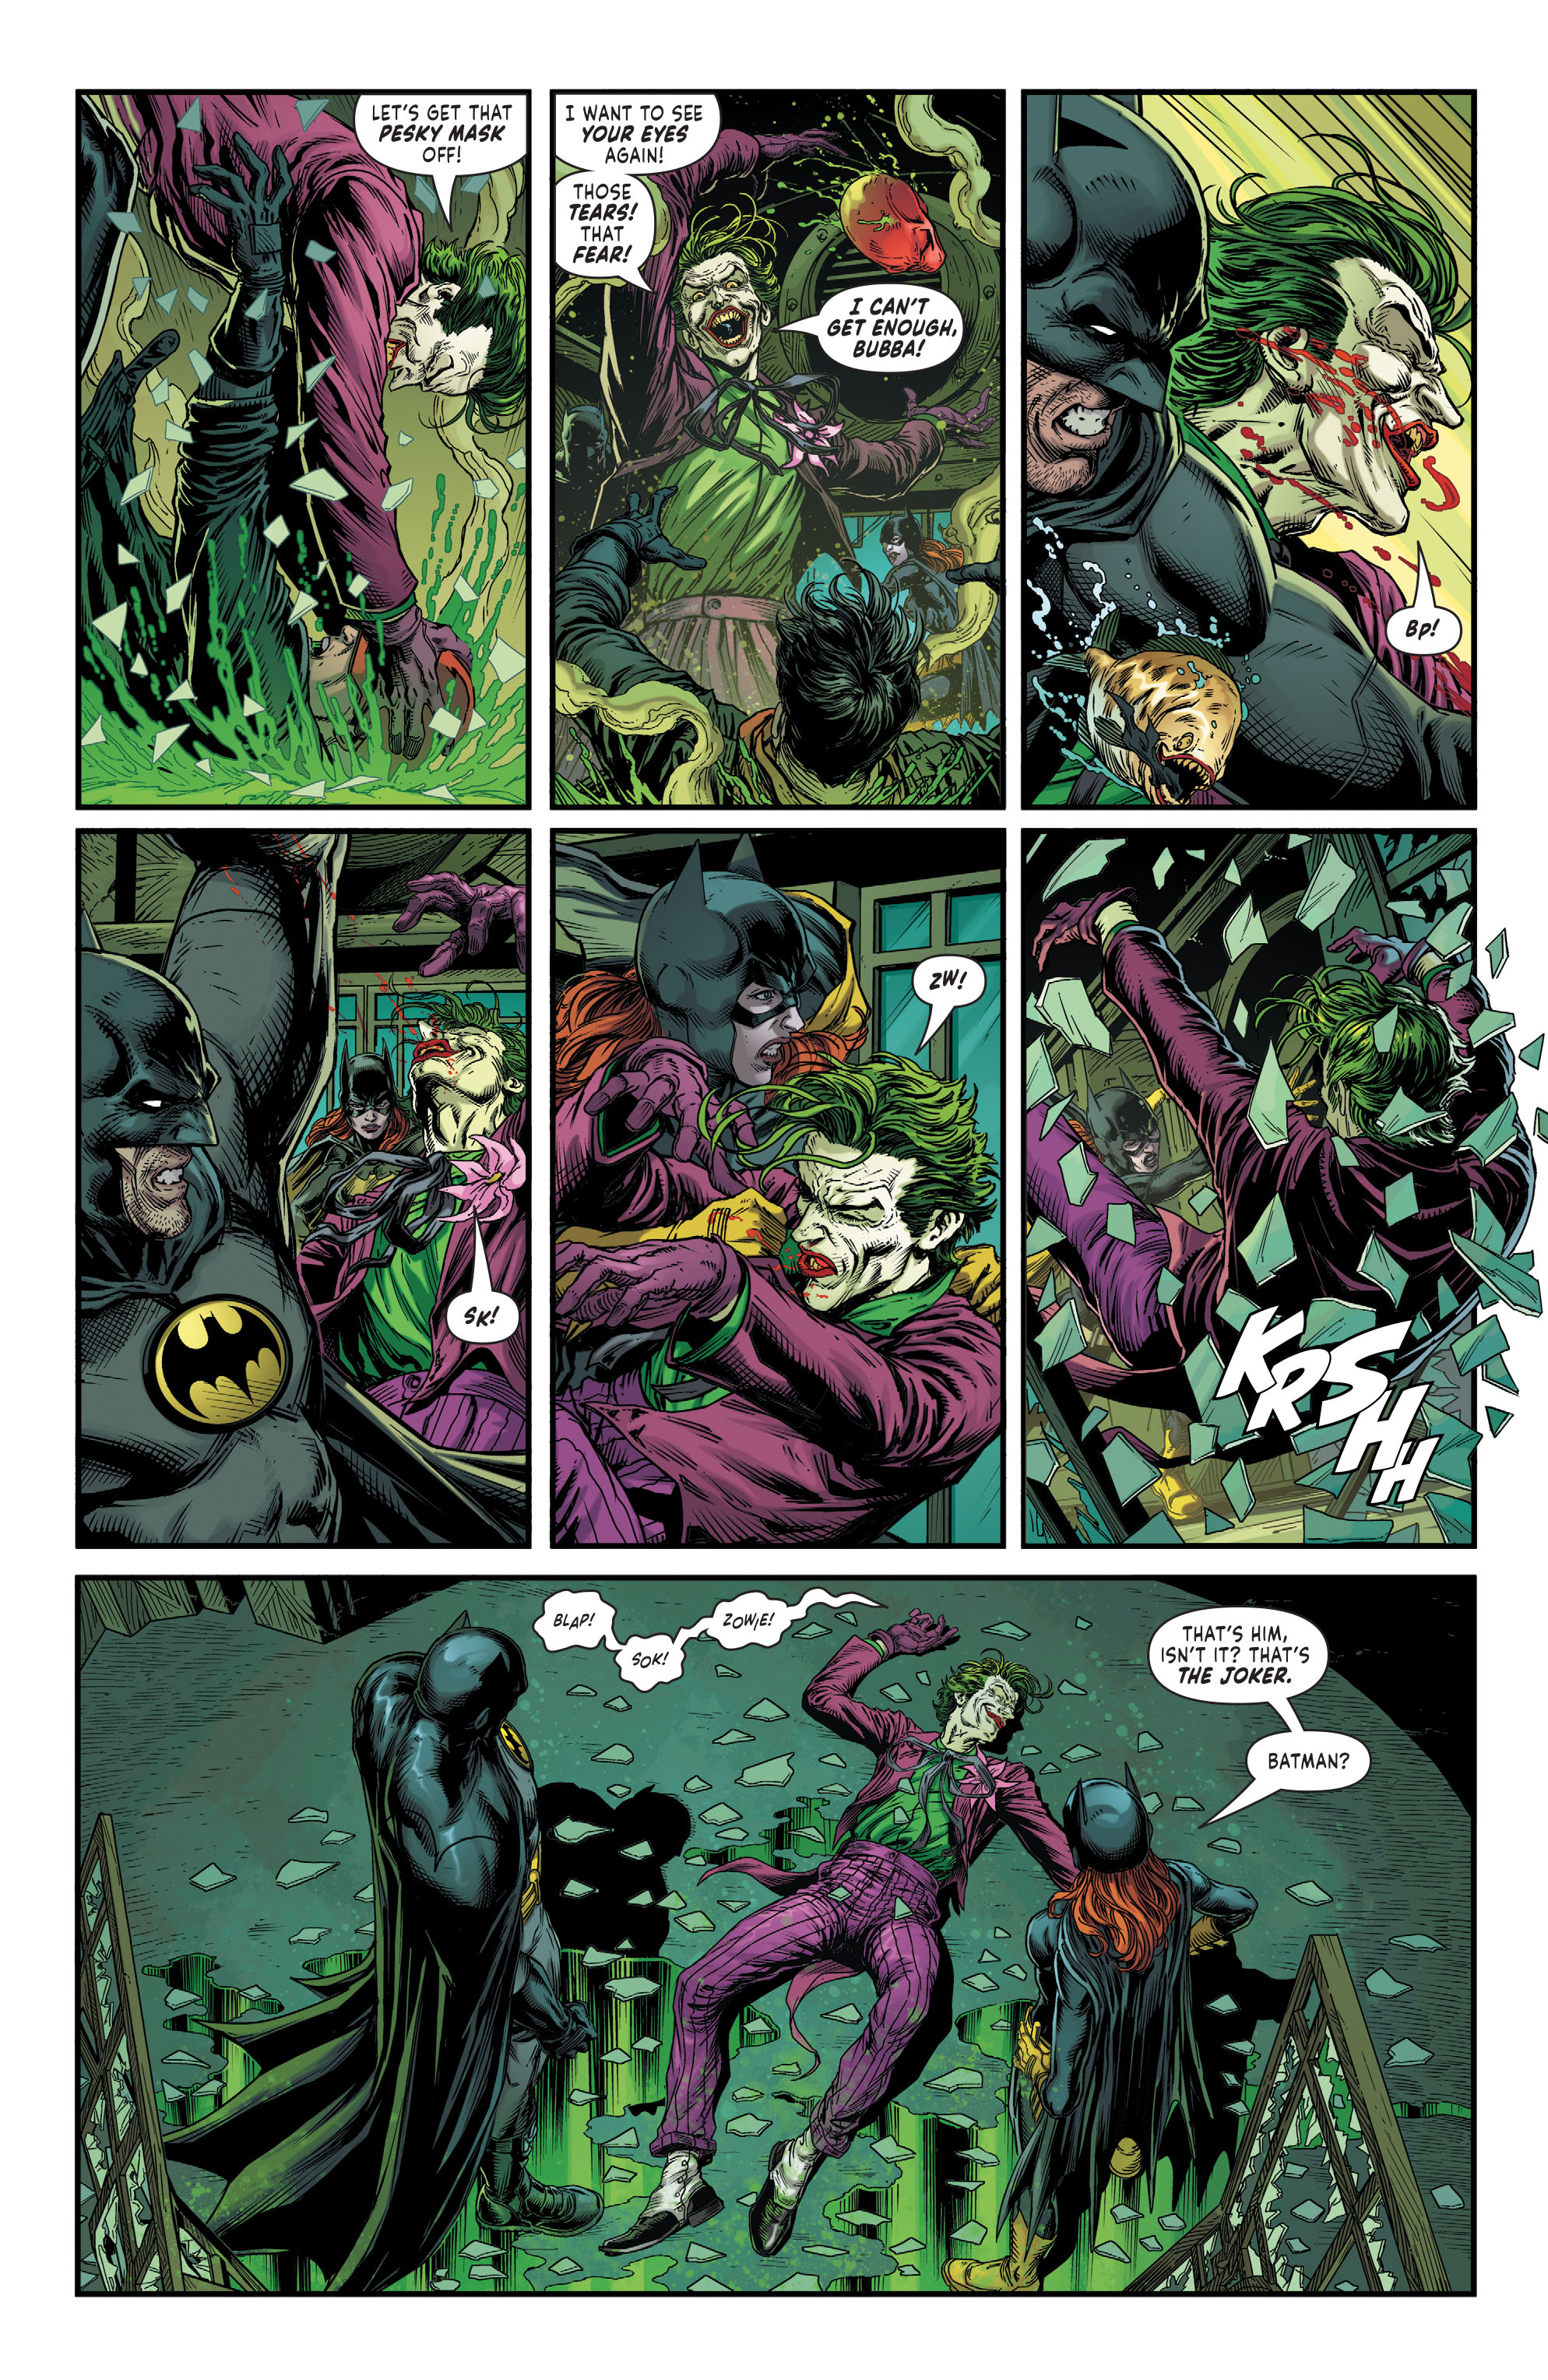 LET'S GET THAT
PESKY MASK
OFF!
I WANT TO SEE
YOUR EYES
AGAIN!
THOSE
TEARS!
THAT
FEAR!
I CAN'T
GET ENOUGH,
BUBBA!
BP!
SK!
ZW!
KRSHH
BLAP!
SOK!
ZOWIE!
THAT'S HIM,
ISN'T IT? THAT'S
THE JOKER.
BATMAN?